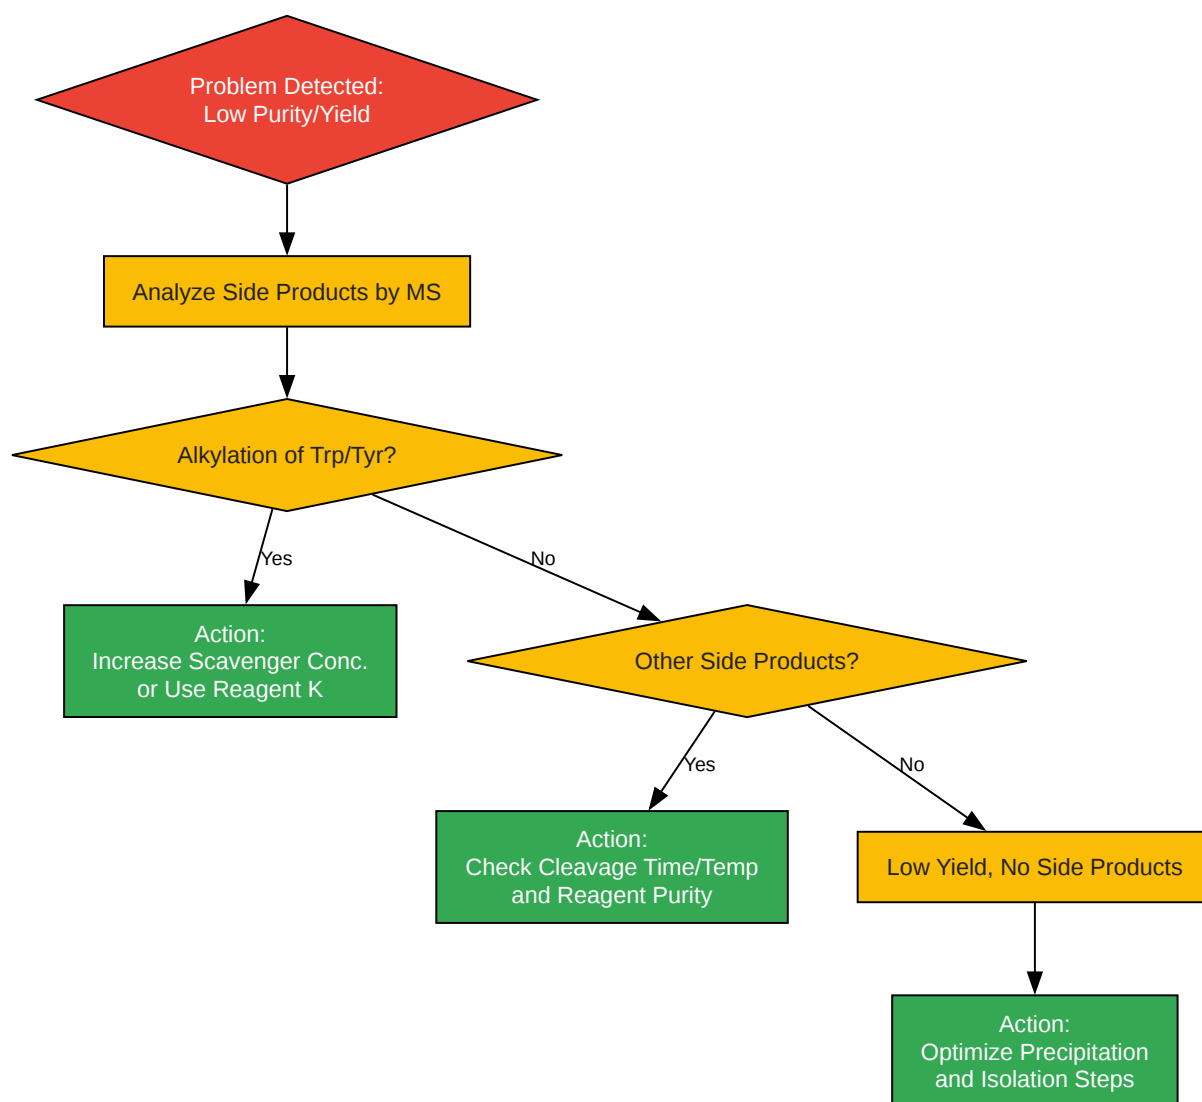 Problem Detected:
Low Purity/Yield
Analyze Side Products by MS
Alkylation of Trp/Tyr?
Yes
No
Action:
Increase Scavenger Conc.
or Use Reagent K
Other Side Products?
Yes
No
Action:
Check Cleavage Time/Temp
and Reagent Purity
Low Yield, No Side Products
Action:
Optimize Precipitation
and Isolation Steps